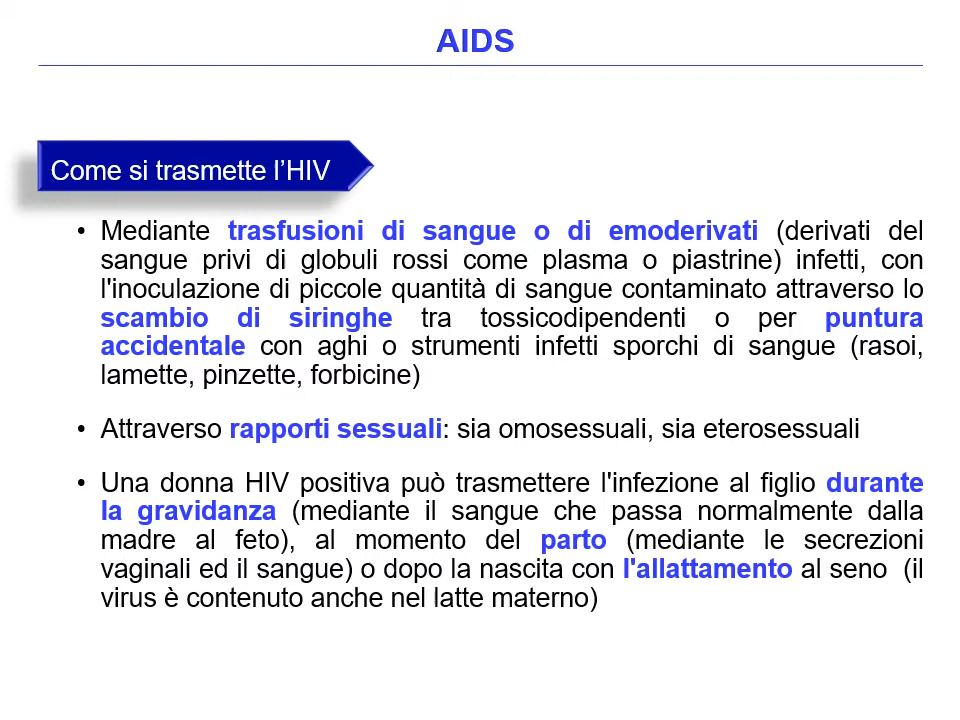 AIDS
Come si trasmette l’HIV
• Mediante trasfusioni di sangue o di emoderivati (derivati del
sangue privi di globuli rossi come plasma o piastrine) infetti, con
l'inoculazione di piccole quantità di sangue contaminato attraverso lo
scambio di siringhe tra tossicodipendenti o per puntura
accidentale con aghi o strumenti infetti sporchi di sangue (rasoi,
lamette, pinzette, forbicine)
• Attraverso rapporti sessuali: sia omosessuali, sia eterosessuali
• Una donna HIV positiva può trasmettere l'infezione al figlio durante
la gravidanza (mediante il sangue che passa normalmente dalla
madre al feto), al momento del parto (mediante le secrezioni
vaginali ed il sangue) o dopo la nascita con l'allattamento al seno (il
virus è contenuto anche nel latte materno)